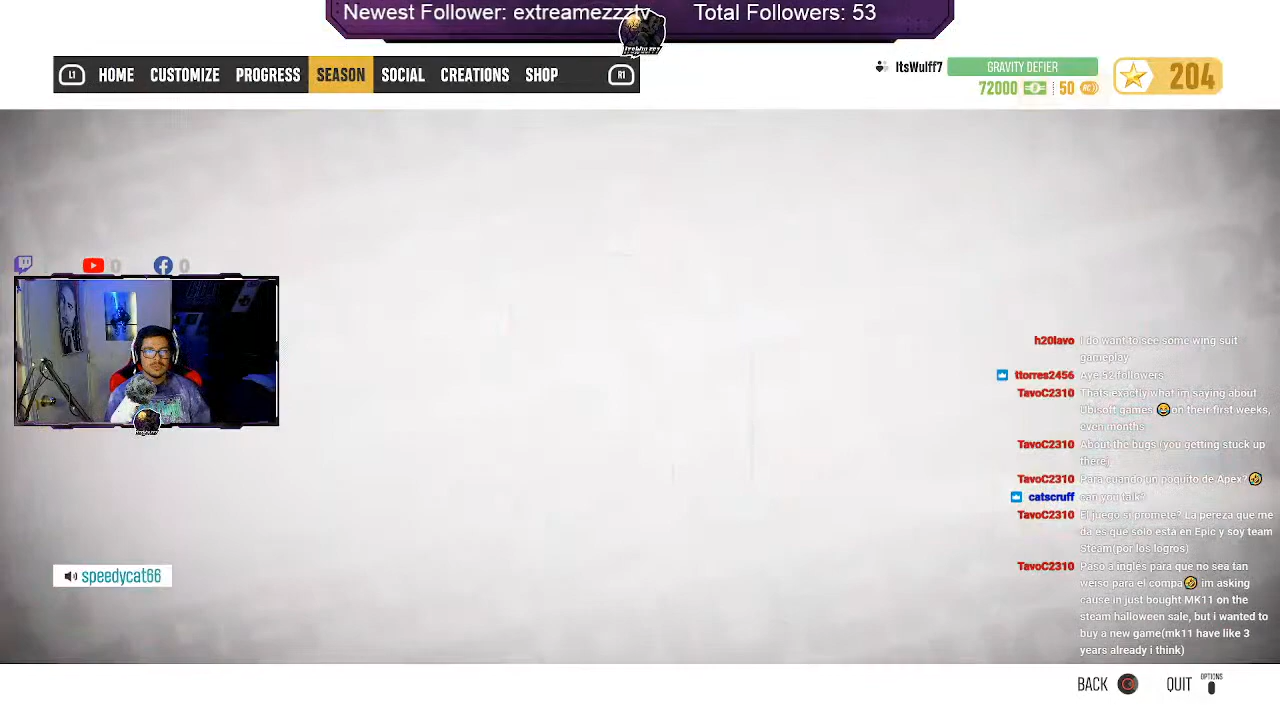 Newest Follower: extreamezzztv Total Followers: 53
L1 HOME CUSTOMIZE PROGRESS SEASON SOCIAL CREATIONS SHOP R1
ItsWulff7 GRAVITY DEFIER
72000 50
204
0 0
h20lavo I do want to see some wing suit
gameplay
ttorres2456 Aye 52 followers
TavoC2310 Thats exactly what im saying about
Ubisoft games 🤣on their first weeks,
even months
TavoC2310 About the bugs (you getting stuck up
there)
TavoC2310 Para cuando un poquito de Apex?🤣
catscruff can you talk?
TavoC2310 El juego si promete? La pereza que me
da es que solo está en Epic y soy team
Steam(por los logros)
TavoC2310 Paso a ingles para que no sea tan
weiso para el compa🤣 im asking
cause in just bought MK11 on the
steam halloween sale, but i wanted to
buy a new game(mk11 have like 3
years already i think)
speedycat66
BACK QUIT OPTIONS